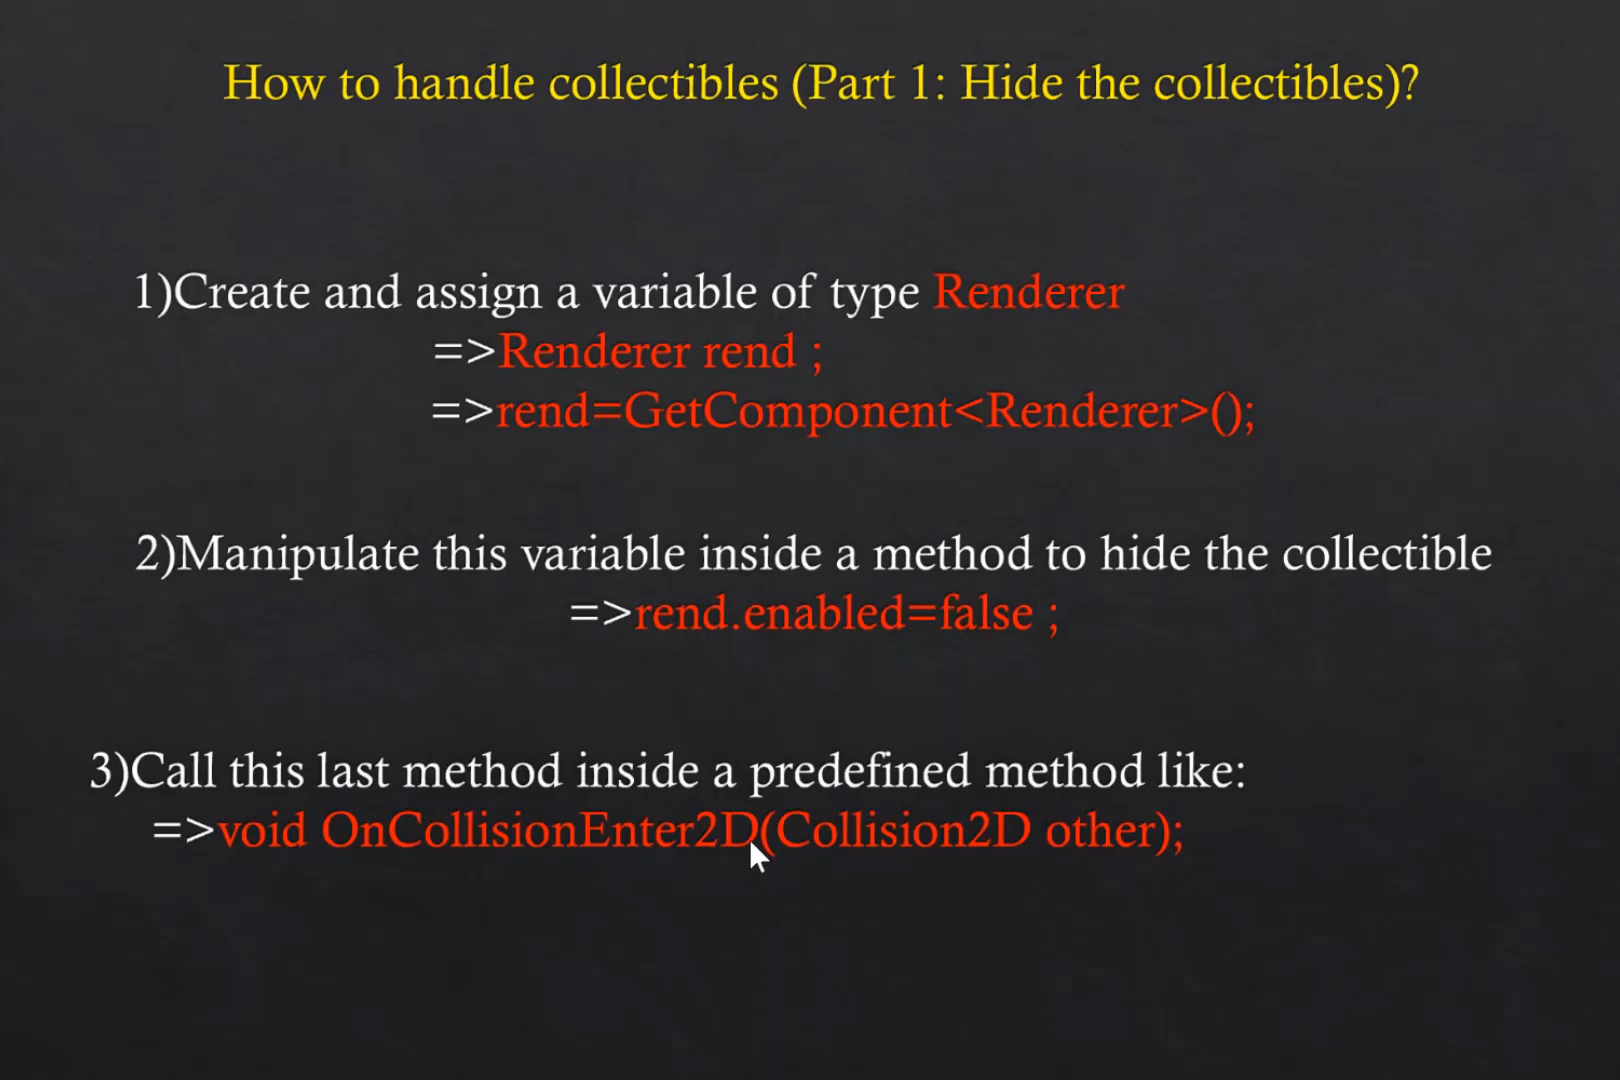 How to handle collectibles (Part 1: Hide the collectibles)?
1)Create and assign a variable of type Renderer
=>Renderer rend ;
=>rend=GetComponent<Renderer>();
2)Manipulate this variable inside a method to hide the collectible
=>rend.enabled=false ;
3)Call this last method inside a predefined method like:
=>void OnCollisionEnter2D(Collision2D other);